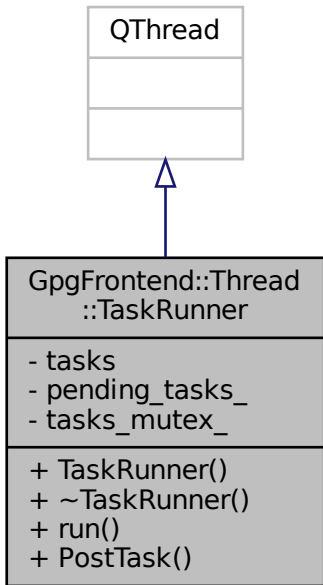 QThread
GpgFrontend::Thread
::TaskRunner
- tasks
- pending_tasks_
- tasks_mutex_
+ TaskRunner()
+ ~TaskRunner()
+ run()
+ PostTask()